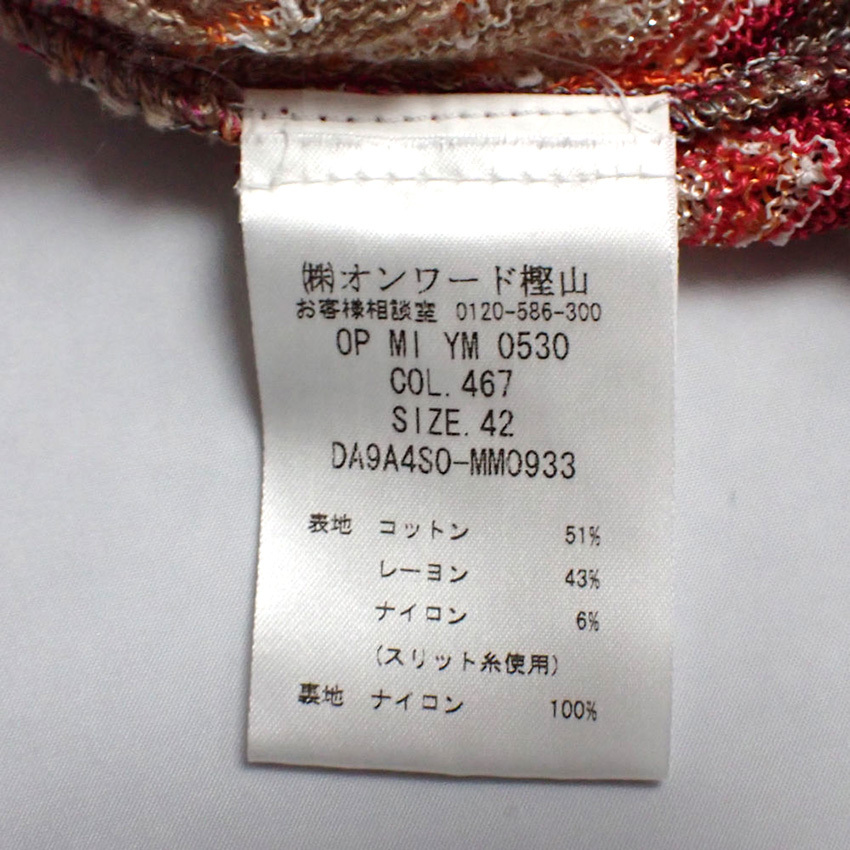 ㈱オンワード樫山
お客様相談室 0120-586-300
OP MI YM 0530
COL. 467
SIZE. 42
DA9A4S0-MM0933
表地 コットン 51%
レーヨン 43%
ナイロン 6%
(スリット糸使用)
裏地 ナイロン 100%